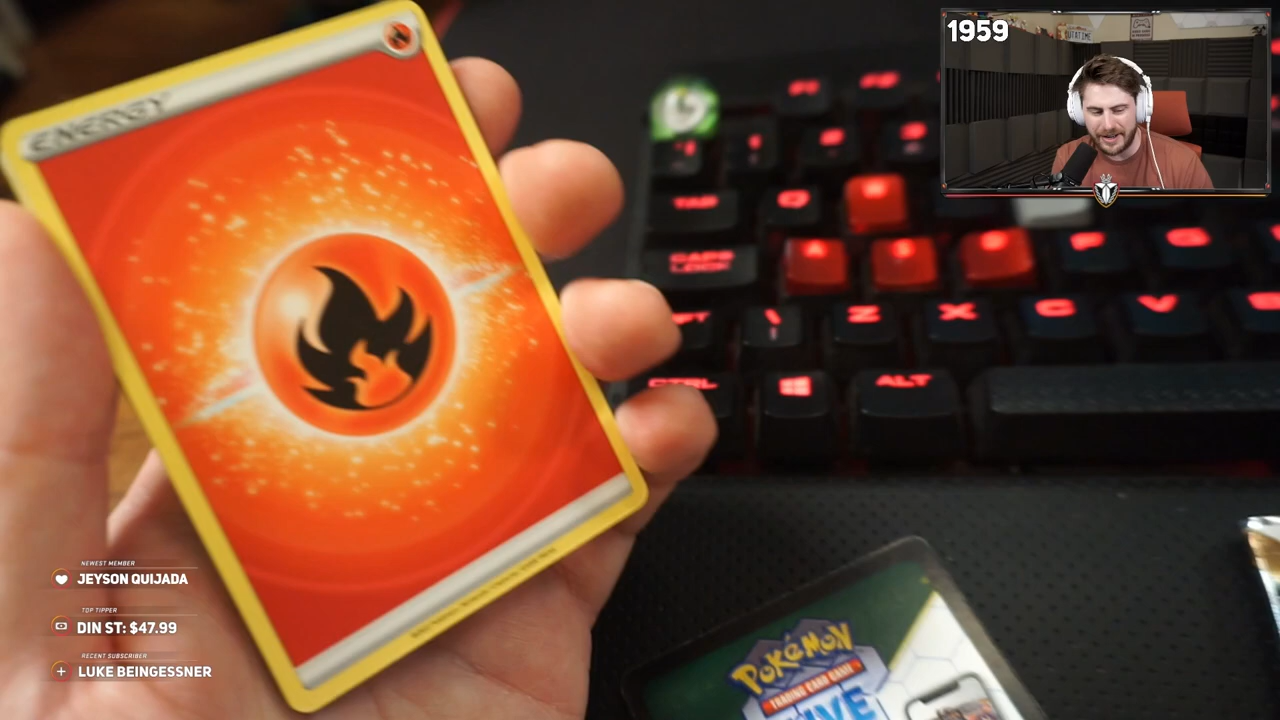 1959
ENERGY
TAB
Q
W
CAPS
LOCK
A
S
D
F
G
\
Z
X
C
V
CTRL
ALT
NEWEST MEMBER
JEYSON QUIJADA
TOP TIPPER
DIN ST: $47.99
RECENT SUBSCRIBER
LUKE BEINGESSNER
POKéMON
TRADING CARD GAME
LIVE